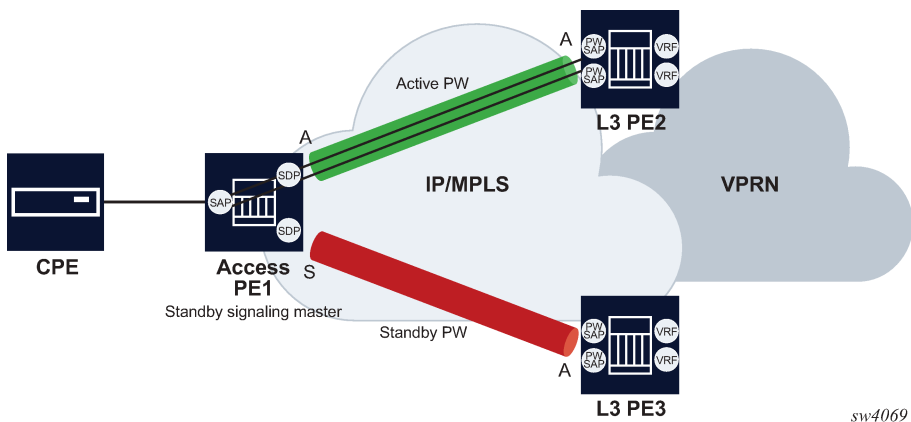 A
PW
SAP
VRF
PW
SAP
VRF
Active PW
L3 PE2
A
SDP
IP/MPLS
VPRN
SAP
SDP
CPE
Access
PE1
S
Standby signaling master
Standby PW
PW
SAP
VRF
PW
SAP
VRF
A
L3 PE3
sw4069